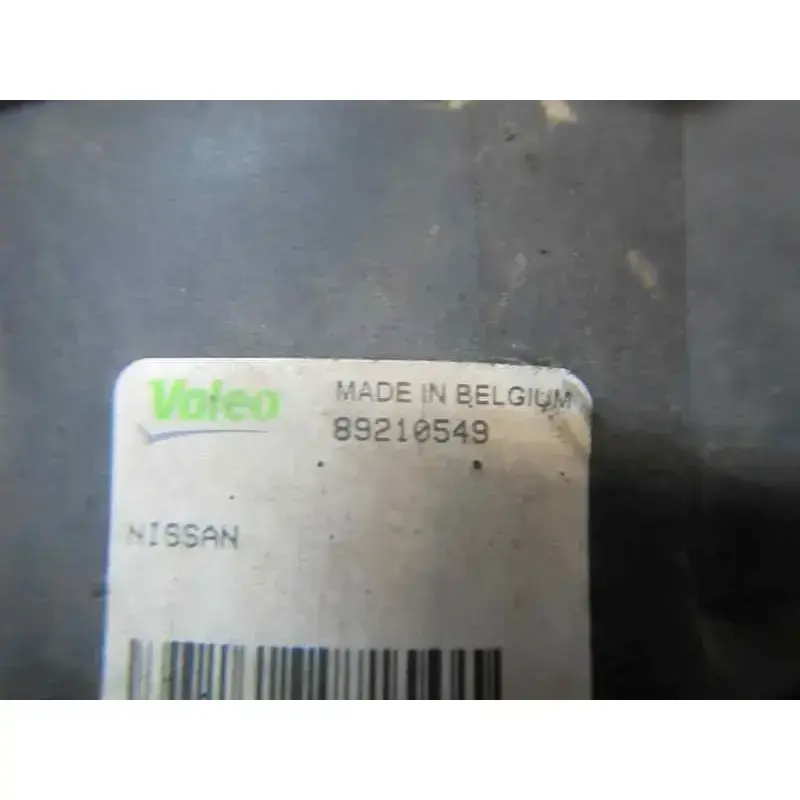 Valeo
MADE IN BELGIUM
89210549
NISSAN